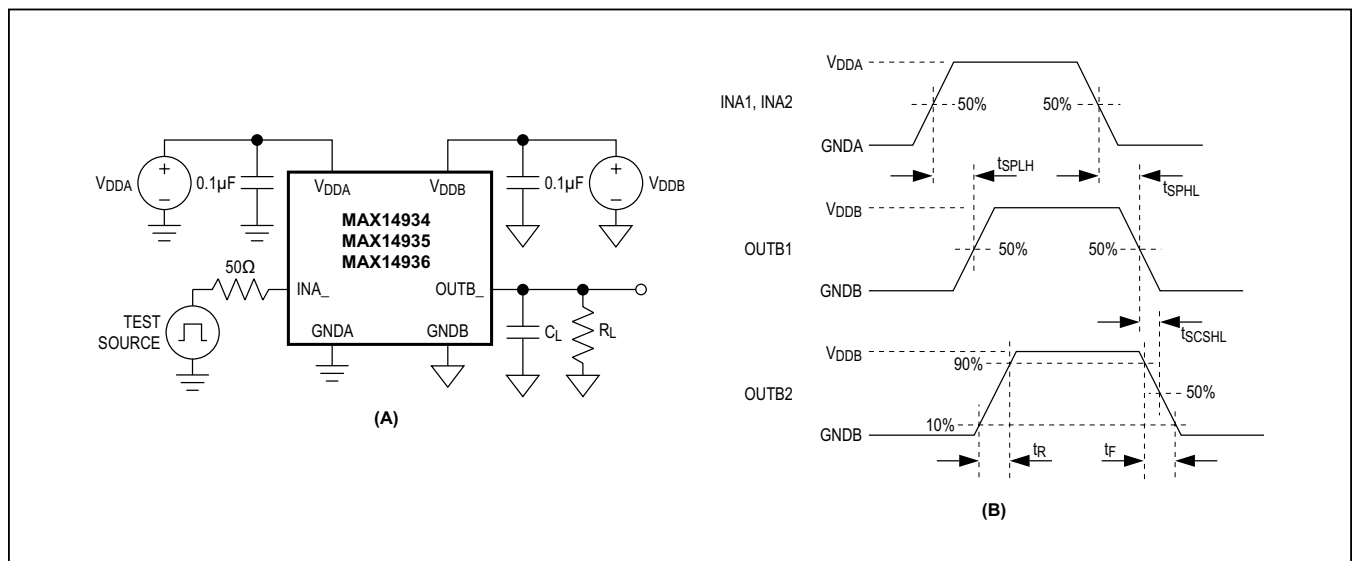 VDDA
0.1µF
VDDA
VDDB
0.1µF
VDDB
MAX14934
MAX14935
MAX14936
50Ω
INA_
OUTB_
TEST
SOURCE
GNDA
GNDB
CL
RL
(A)
VDDA
INA1, INA2
50%
50%
GNDA
tSPLH
tSPHL
VDDB
OUTB1
50%
50%
GNDB
tSCSHL
VDDB
90%
OUTB2
50%
10%
GNDB
tR
tF
(B)